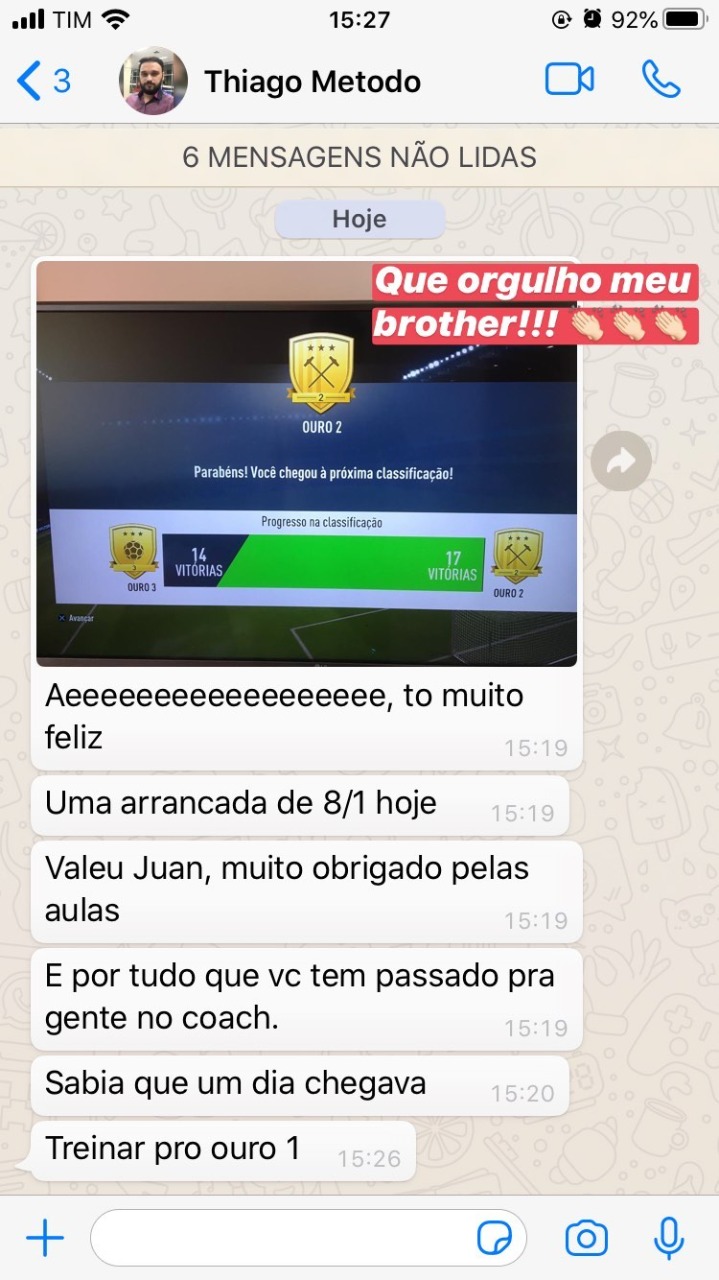 TIM
15:27
92%
3
Thiago Metodo
6 MENSAGENS NÃO LIDAS
Hoje
Que orgulho meu
brother!!! 👏🏻👏🏻👏🏻
2
OURO 2
Parabéns! Você chegou à próxima classificação!
Progresso na classificação
3
OURO 3
14
VITÓRIAS
17
VITÓRIAS
2
OURO 2
Avançar
Aeeeeeeeeeeeeeeeeee, to muito
feliz
15:19
Uma arrancada de 8/1 hoje
15:19
Valeu Juan, muito obrigado pelas
aulas
15:19
E por tudo que vc tem passado pra
gente no coach.
15:19
Sabia que um dia chegava
15:20
Treinar pro ouro 1
15:26